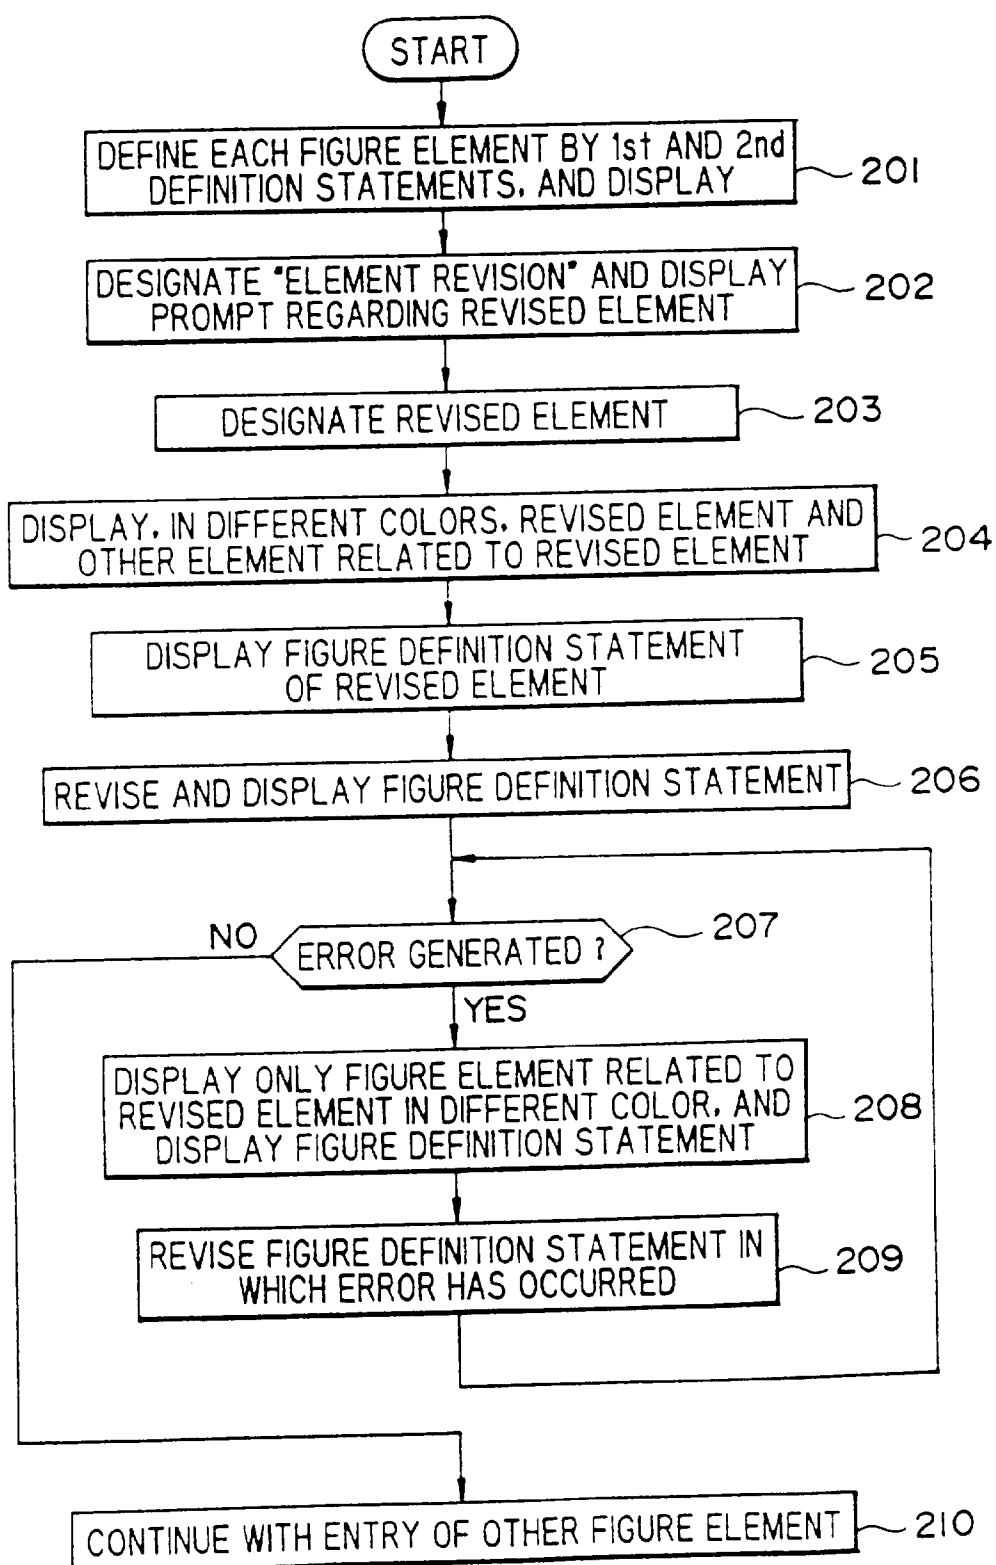 START
DEFINE EACH FIGURE ELEMENT BY 1st AND 2nd
DEFINITION STATEMENTS, AND DISPLAY
201
DESIGNATE "ELEMENT REVISION" AND DISPLAY
PROMPT REGARDING REVISED ELEMENT
202
DESIGNATE REVISED ELEMENT
203
DISPLAY, IN DIFFERENT COLORS, REVISED ELEMENT AND
OTHER ELEMENT RELATED TO REVISED ELEMENT
204
DISPLAY FIGURE DEFINITION STATEMENT
OF REVISED ELEMENT
205
REVISE AND DISPLAY FIGURE DEFINITION STATEMENT
206
NO
ERROR GENERATED ?
207
YES
DISPLAY ONLY FIGURE ELEMENT RELATED TO
REVISED ELEMENT IN DIFFERENT COLOR, AND
DISPLAY FIGURE DEFINITION STATEMENT
208
REVISE FIGURE DEFINITION STATEMENT IN
WHICH ERROR HAS OCCURRED
209
CONTINUE WITH ENTRY OF OTHER FIGURE ELEMENT
210